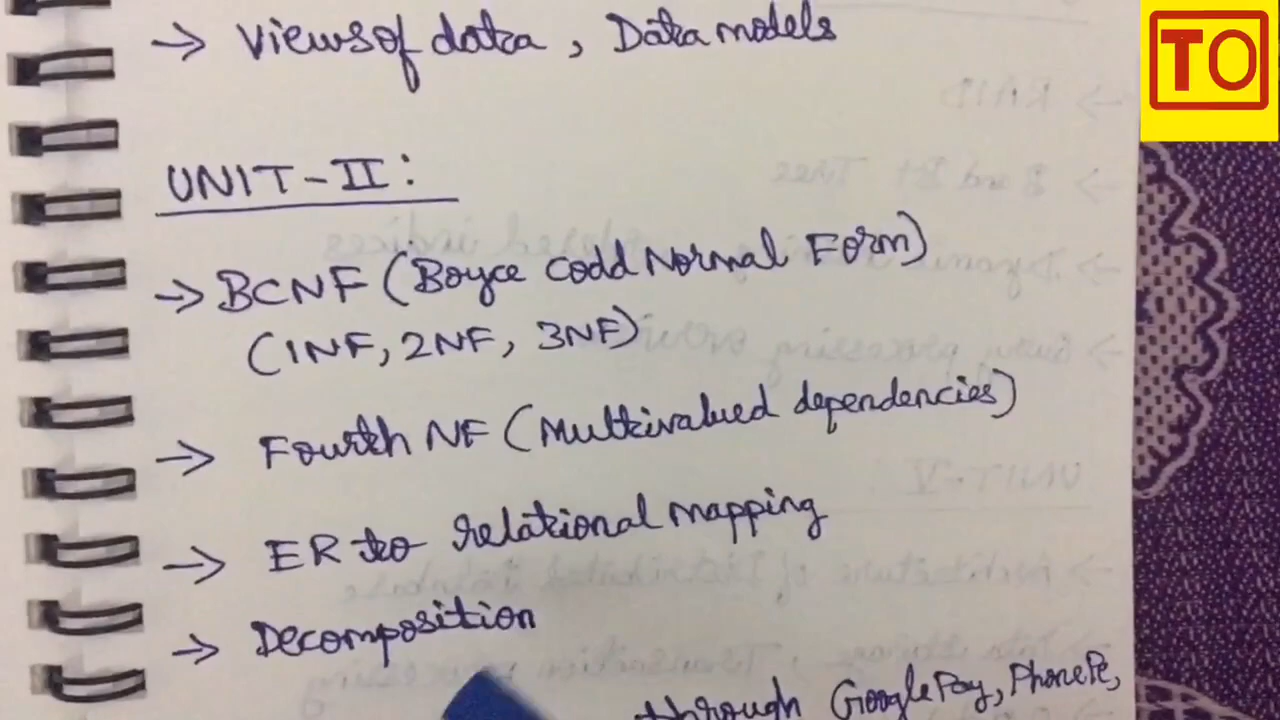 → Views of data, Data models
TO
UNIT-II:
→ BCNF (Boyce Codd Normal Form)
(1NF, 2NF, 3NF)
→ Fourth NF (Multivalued dependencies)
→ ER to relational mapping
→ Decomposition
through GooglePay, PhonePe,